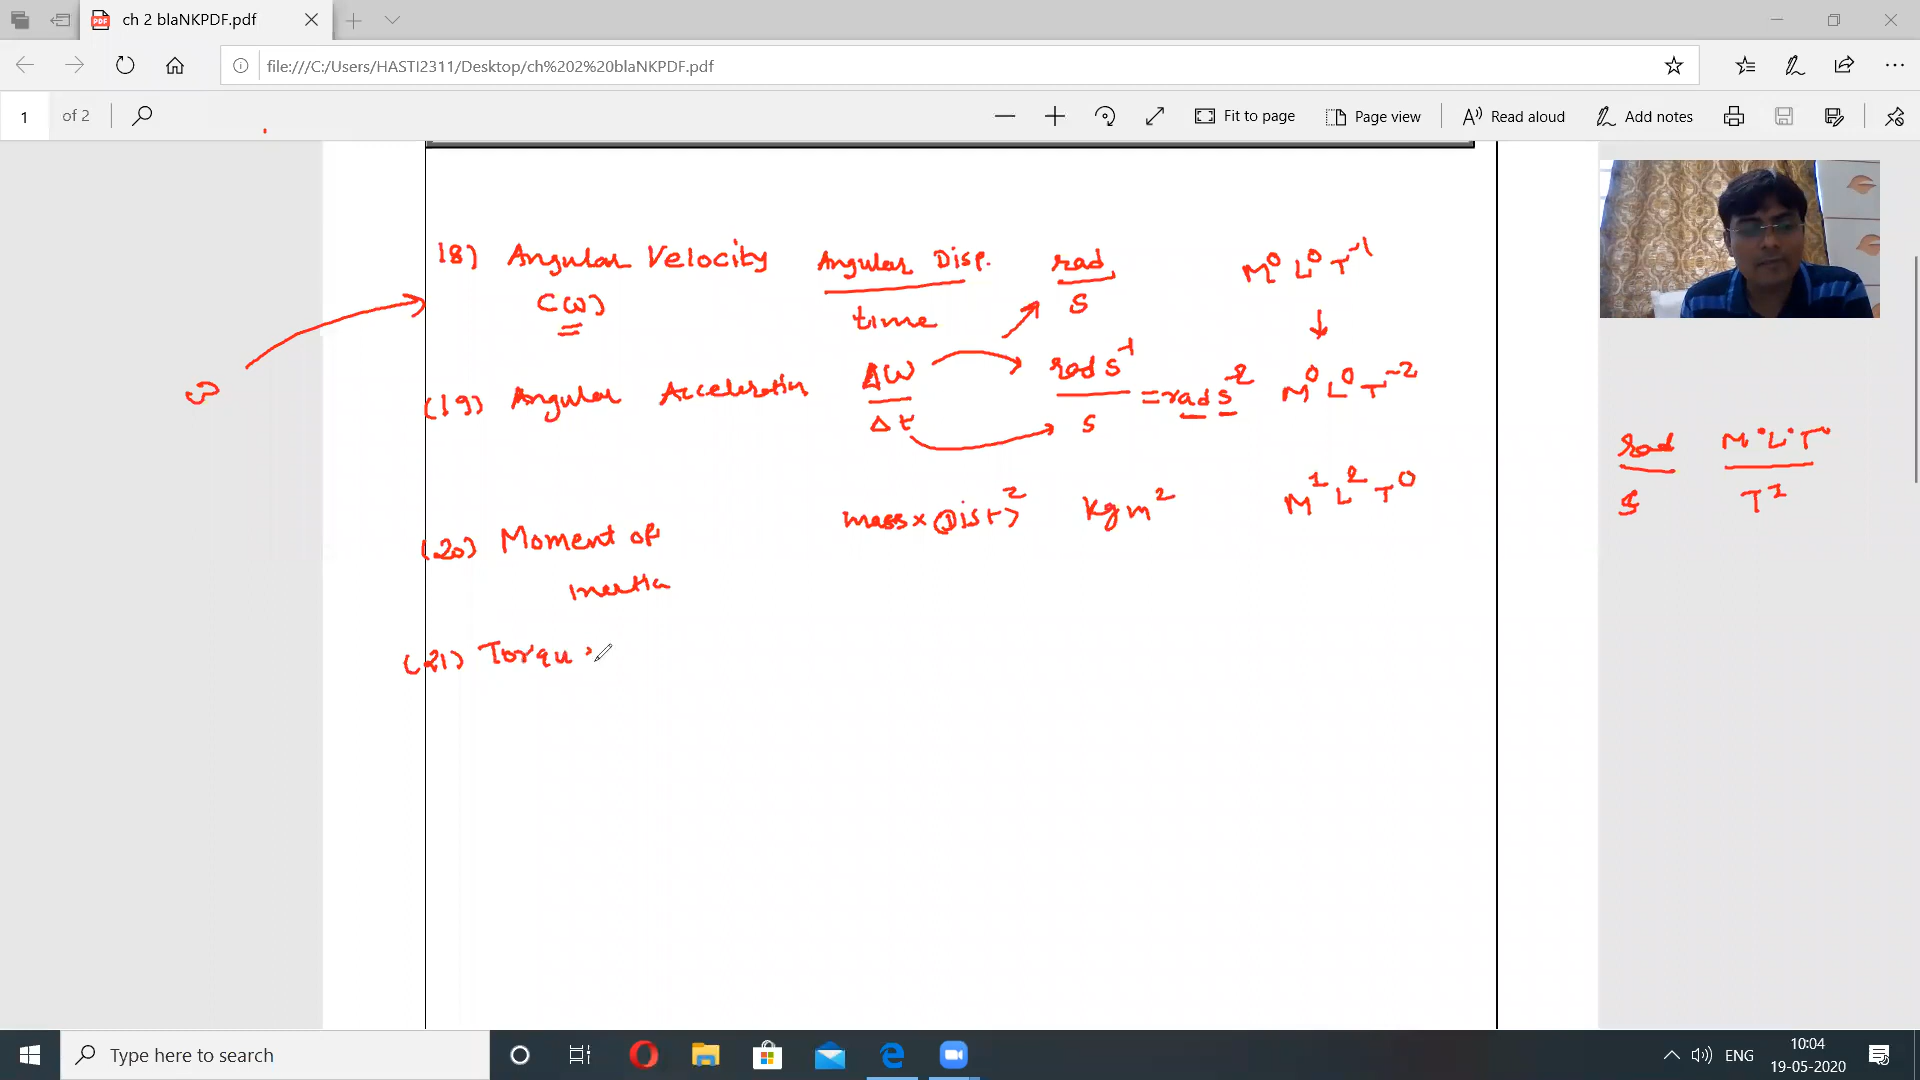 ch 2 blaNKPDF.pdf
file:///C:/Users/HASTI2311/Desktop/ch%202%20blaNKPDF.pdf
1 of 2
Fit to page
Page view
Read aloud
Add notes
18) Angular Velocity Angular Disp. rad M⁰ L⁰ T⁻¹
(ω) time s
(19) Angular Acceleration Δω rad s⁻¹ = rad s⁻² M⁰ L⁰ T⁻²
Δt s
ω
rad M⁰L⁰T⁰
s T¹
(20) Moment of mass × (Dist)² kg m² M¹ L² T⁰
inertia
(21) Torqu
Type here to search
ENG
10:04
19-05-2020